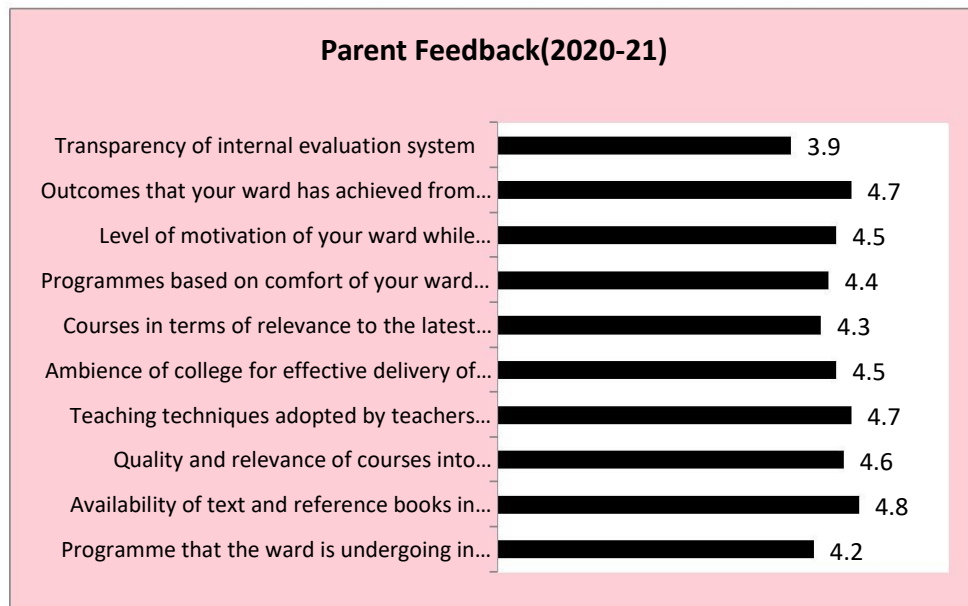 Parent Feedback(2020-21)
Transparency of internal evaluation system 3.9
Outcomes that your ward has achieved from... 4.7
Level of motivation of your ward while... 4.5
Programmes based on comfort of your ward... 4.4
Courses in terms of relevance to the latest... 4.3
Ambience of college for effective delivery of... 4.5
Teaching techniques adopted by teachers... 4.7
Quality and relevance of courses into... 4.6
Availability of text and reference books in... 4.8
Programme that the ward is undergoing in... 4.2